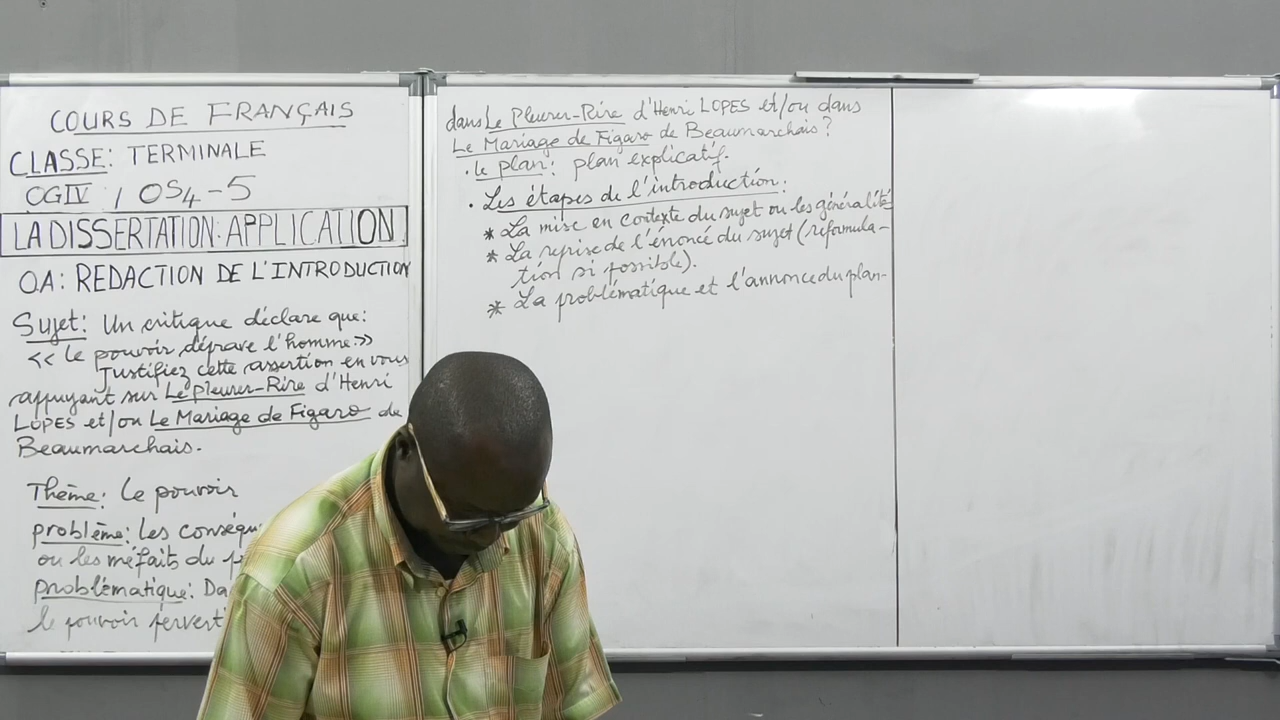 COURS DE FRANÇAIS
CLASSE: TERMINALE
OGIV / OS4-5
LA DISSERTATION: APPLICATION
OA: REDACTION DE L'INTRODUCTION
Sujet: Un critique déclare que:
<< Le pouvoir déprave l'homme.>>
Justifiez cette assertion en vous
appuyant sur Le Pleurer-Rire d'Henri
LOPES et/ou Le Mariage de Figaro de
Beaumarchais.
Thème: Le pouvoir
problème: Les conséqu
ou les méfaits du p
problématique: Da
le pouvoir pervert
dans Le Pleurer-Rire d'Henri LOPES et/ou dans
Le Mariage de Figaro de Beaumarchais?
. le plan: plan explicatif.
. Les étapes de l'introduction:
* La mise en contexte du sujet ou les généralité
* La reprise de l'énoncé du sujet (reformula-
tion si possible).
* La problématique et l'annonce du plan-